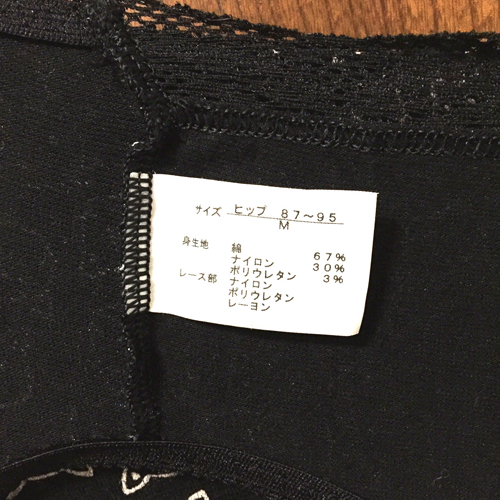 サイズ ヒップ 87～95
M
身生地 綿 67%
ナイロン 30%
ポリウレタン 3%
レース部 ナイロン
ポリウレタン
レーヨン